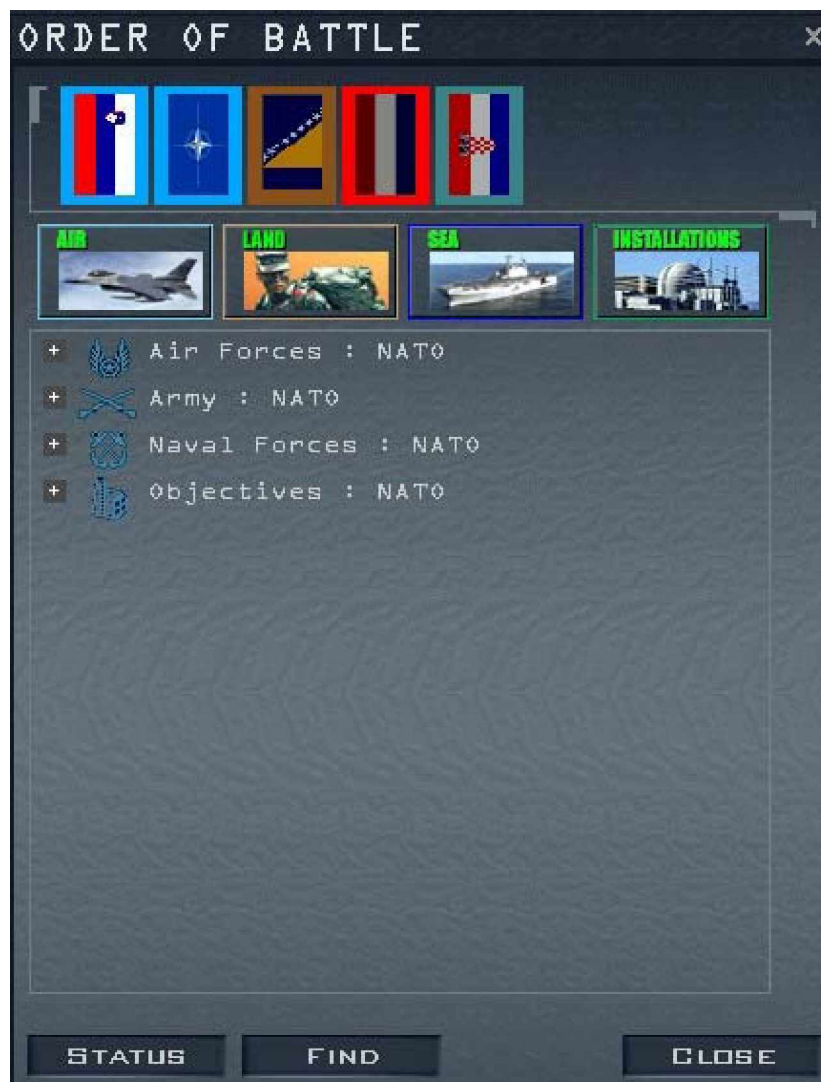 ORDER OF BATTLE X
AIR LAND SEA INSTALLATIONS
+ Air Forces : NATO
+ Army : NATO
+ Naval Forces : NATO
+ Objectives : NATO
STATUS FIND CLOSE